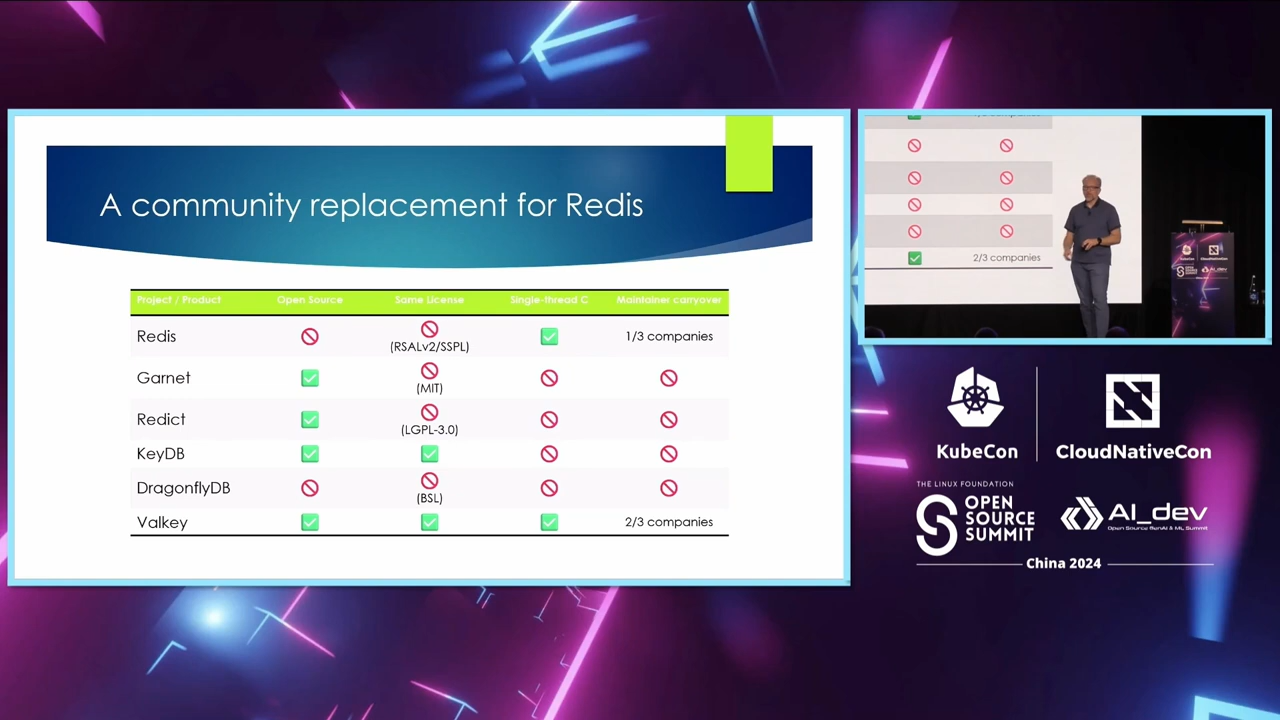 A community replacement for Redis
Project / Product Open Source Same License Single-thread C Maintainer carryover
Redis 🚫 🚫 (RSALv2/SSPL) ✅ 1/3 companies
Garnet ✅ 🚫 (MIT) 🚫 🚫
Redict ✅ 🚫 (LGPL-3.0) 🚫 🚫
KeyDB ✅ ✅ 🚫 🚫
DragonflyDB 🚫 🚫 (BSL) 🚫 🚫
Valkey ✅ ✅ ✅ 2/3 companies
2/3 companies
KubeCon
CloudNativeCon
KubeCon CloudNativeCon
THE LINUX FOUNDATION
OPEN
SOURCE
SUMMIT
AI_dev
Open Source GenAI & ML Summit
China 2024